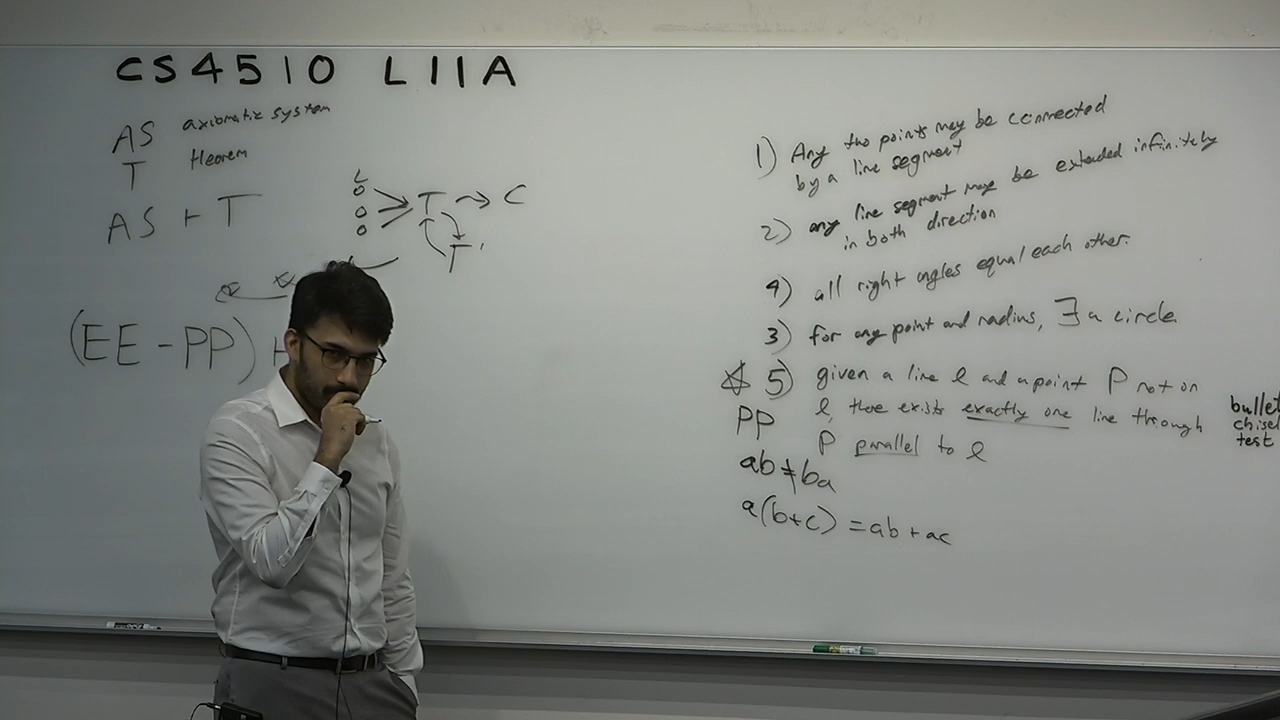 CS4510 L11A
AS axiomatic system
T theorem
AS ⊢ T
T → C
T'
(EE - PP) ⊢
1) Any two points may be connected
by a line segment
2) any line segment may be extended infinitely
in both direction
4) all right angles equal each other.
3) for any point and radius, ∃ a circle
☆ 5) given a line l and a point P not on
PP l, there exists exactly one line through
P parallel to l
ab ≠ ba
a(b+c) = ab + ac
bullet
chisel
test